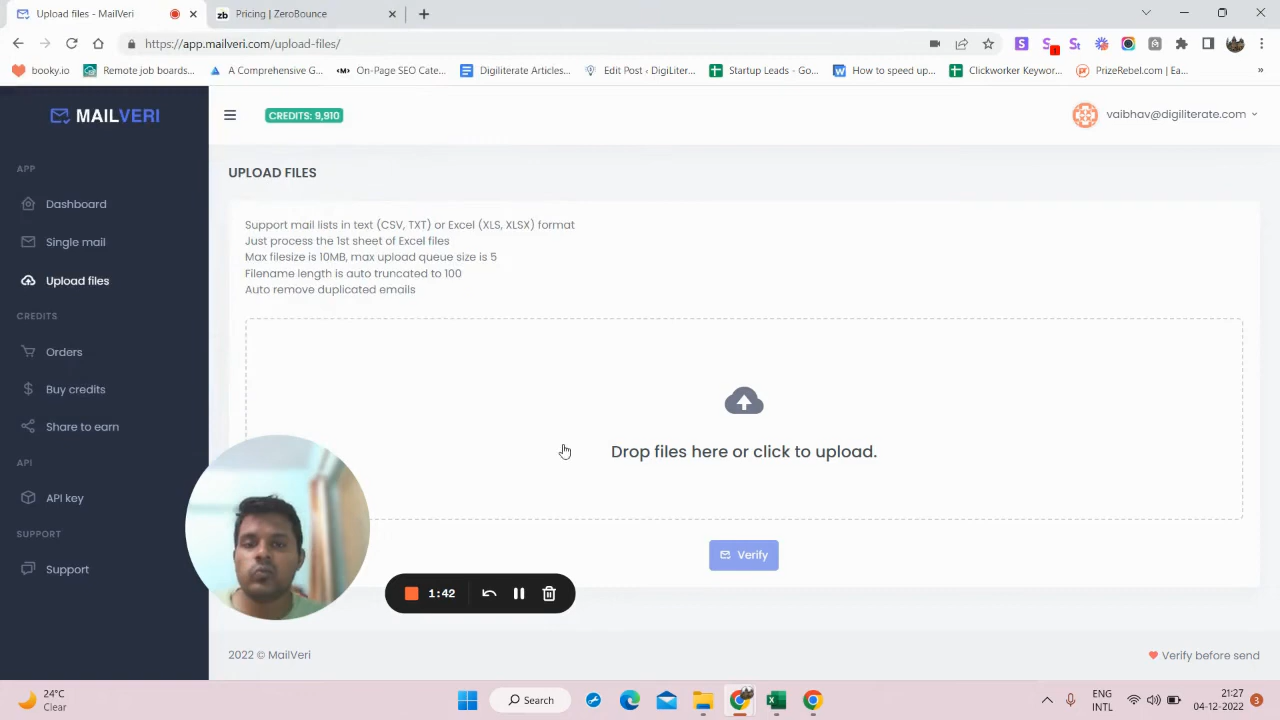 Upload files - MailVeri
zb Pricing | ZeroBounce
https://app.mailveri.com/upload-files/
booky.io
Remote job boards...
A Comprehensive G...
On-Page SEO Cate...
Digiliterate Articles...
Edit Post ‹ DigiLiter...
Startup Leads - Go...
How to speed up...
Clickworker Keywor...
PrizeRebel.com | Ea...
MAILVERI
CREDITS: 9,910
vaibhav@digiliterate.com
APP
Dashboard
Single mail
Upload files
CREDITS
Orders
Buy credits
Share to earn
API
API key
SUPPORT
Support
UPLOAD FILES
Support mail lists in text (CSV, TXT) or Excel (XLS, XLSX) format
Just process the 1st sheet of Excel files
Max filesize is 10MB, max upload queue size is 5
Filename length is auto truncated to 100
Auto remove duplicated emails
Drop files here or click to upload.
Verify
1:42
2022 © MailVeri
Verify before send
24°C
Clear
Search
ENG
INTL
21:27
04-12-2022
3